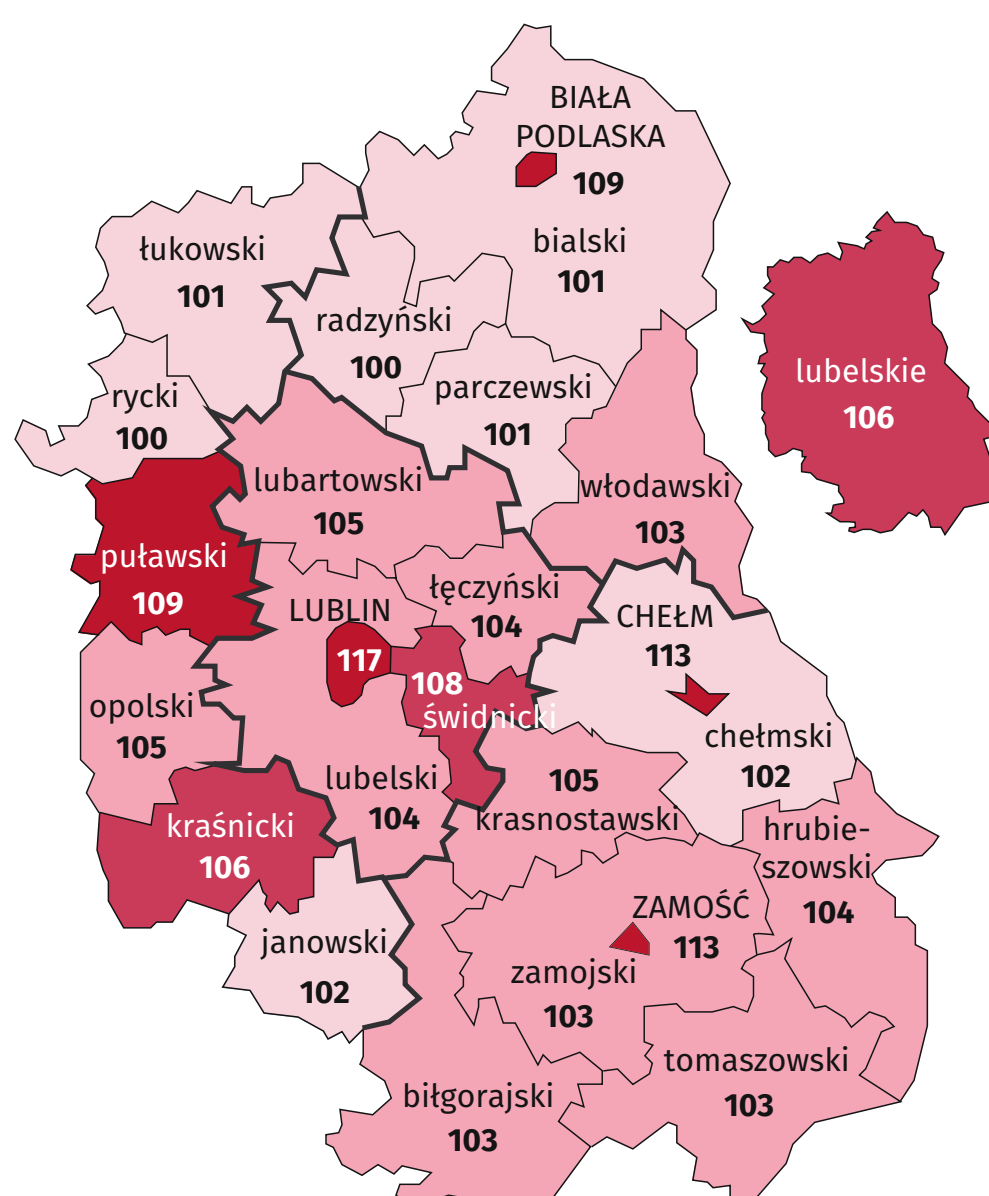 BIAŁA
PODLASKA
109
łukowski
101
bialski
101
radzyński
100
lubelskie
106
rycki
100
parczewski
101
lubartowski
105
włodawski
103
puławski
109
łęczyński
104
LUBLIN
117
CHEŁM
113
108
świdnicki
opolski
105
chełmski
102
lubelski
104
105
krasnostawski
kraśnicki
106
hrubie-
szowski
104
ZAMOŚĆ
113
janowski
102
zamojski
103
tomaszowski
103
biłgorajski
103